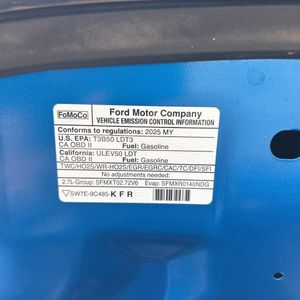 FoMoCo
Ford Motor Company
VEHICLE EMISSION CONTROL INFORMATION
Conforms to regulations: 2025 MY
U.S. EPA: T3B50 LDT3
CA OBD II Fuel: Gasoline
California: ULEV50 LDT
CA OBD II Fuel: Gasoline
TWC/HO2S/WR-HO2S/EGR/EGRC/CAC/TC/DFI/SFI
No adjustments needed.
2.7L-Group: SFMXT02.72V6 Evap: SFMXR0140NDG
SW7E-9C485-KFR